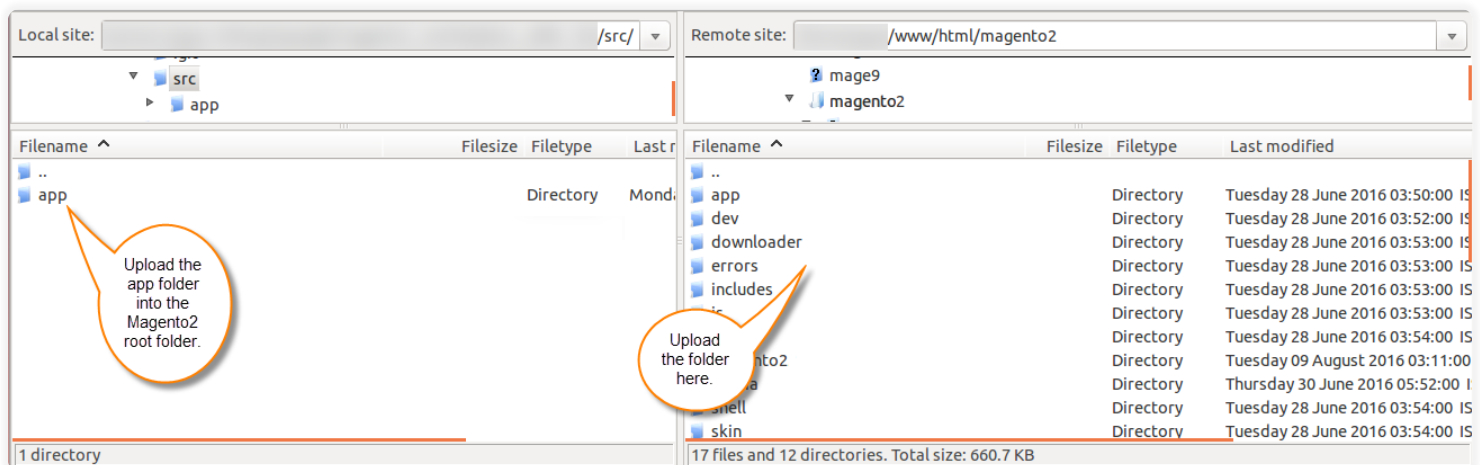 Local site: /src/
Remote site: /www/html/magento2
src
app
mage9
magento2
Filename Filesize Filetype
Filename Filesize Filetype Last modified
..
app Directory
Upload the
app folder
into the
Magento2
root folder.
1 directory
..
app Directory Tuesday 28 June 2016 03:50:00
dev Directory Tuesday 28 June 2016 03:52:00
downloader Directory Tuesday 28 June 2016 03:53:00
errors Directory Tuesday 28 June 2016 03:53:00
includes Directory Tuesday 28 June 2016 03:53:00
Directory Tuesday 28 June 2016 03:53:00
Directory Tuesday 28 June 2016 03:54:00
Directory Tuesday 09 August 2016 03:11:00
Directory Thursday 30 June 2016 05:52:00
shell Directory Tuesday 28 June 2016 03:54:00
skin Directory Tuesday 28 June 2016 03:54:00
Upload
the folder
here.
17 files and 12 directories. Total size: 660.7 KB